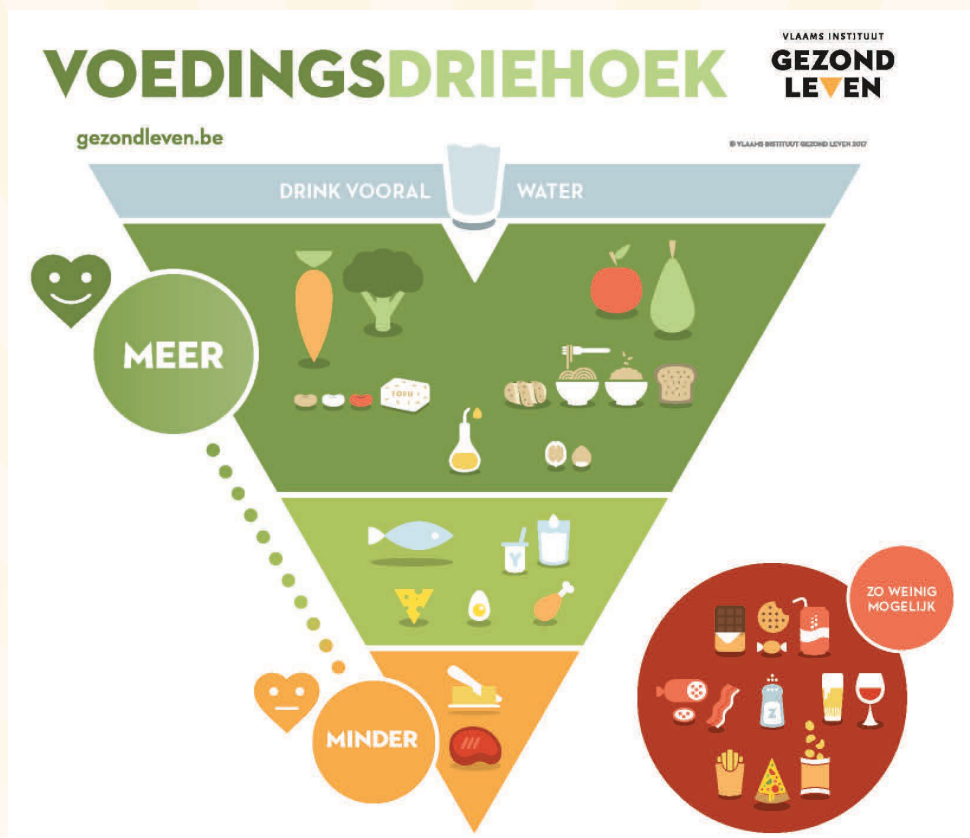 VOEDINGSDRIEHOEK
VLAAMS INSTITUUT
GEZOND
LEVEN
gezondleven.be
© VLAAMS INSTITUUT GEZOND LEVEN 2017
DRINK VOORAL WATER
MEER
TOFU
Y
ZO WEINIG
MOGELIJK
Z
MINDER